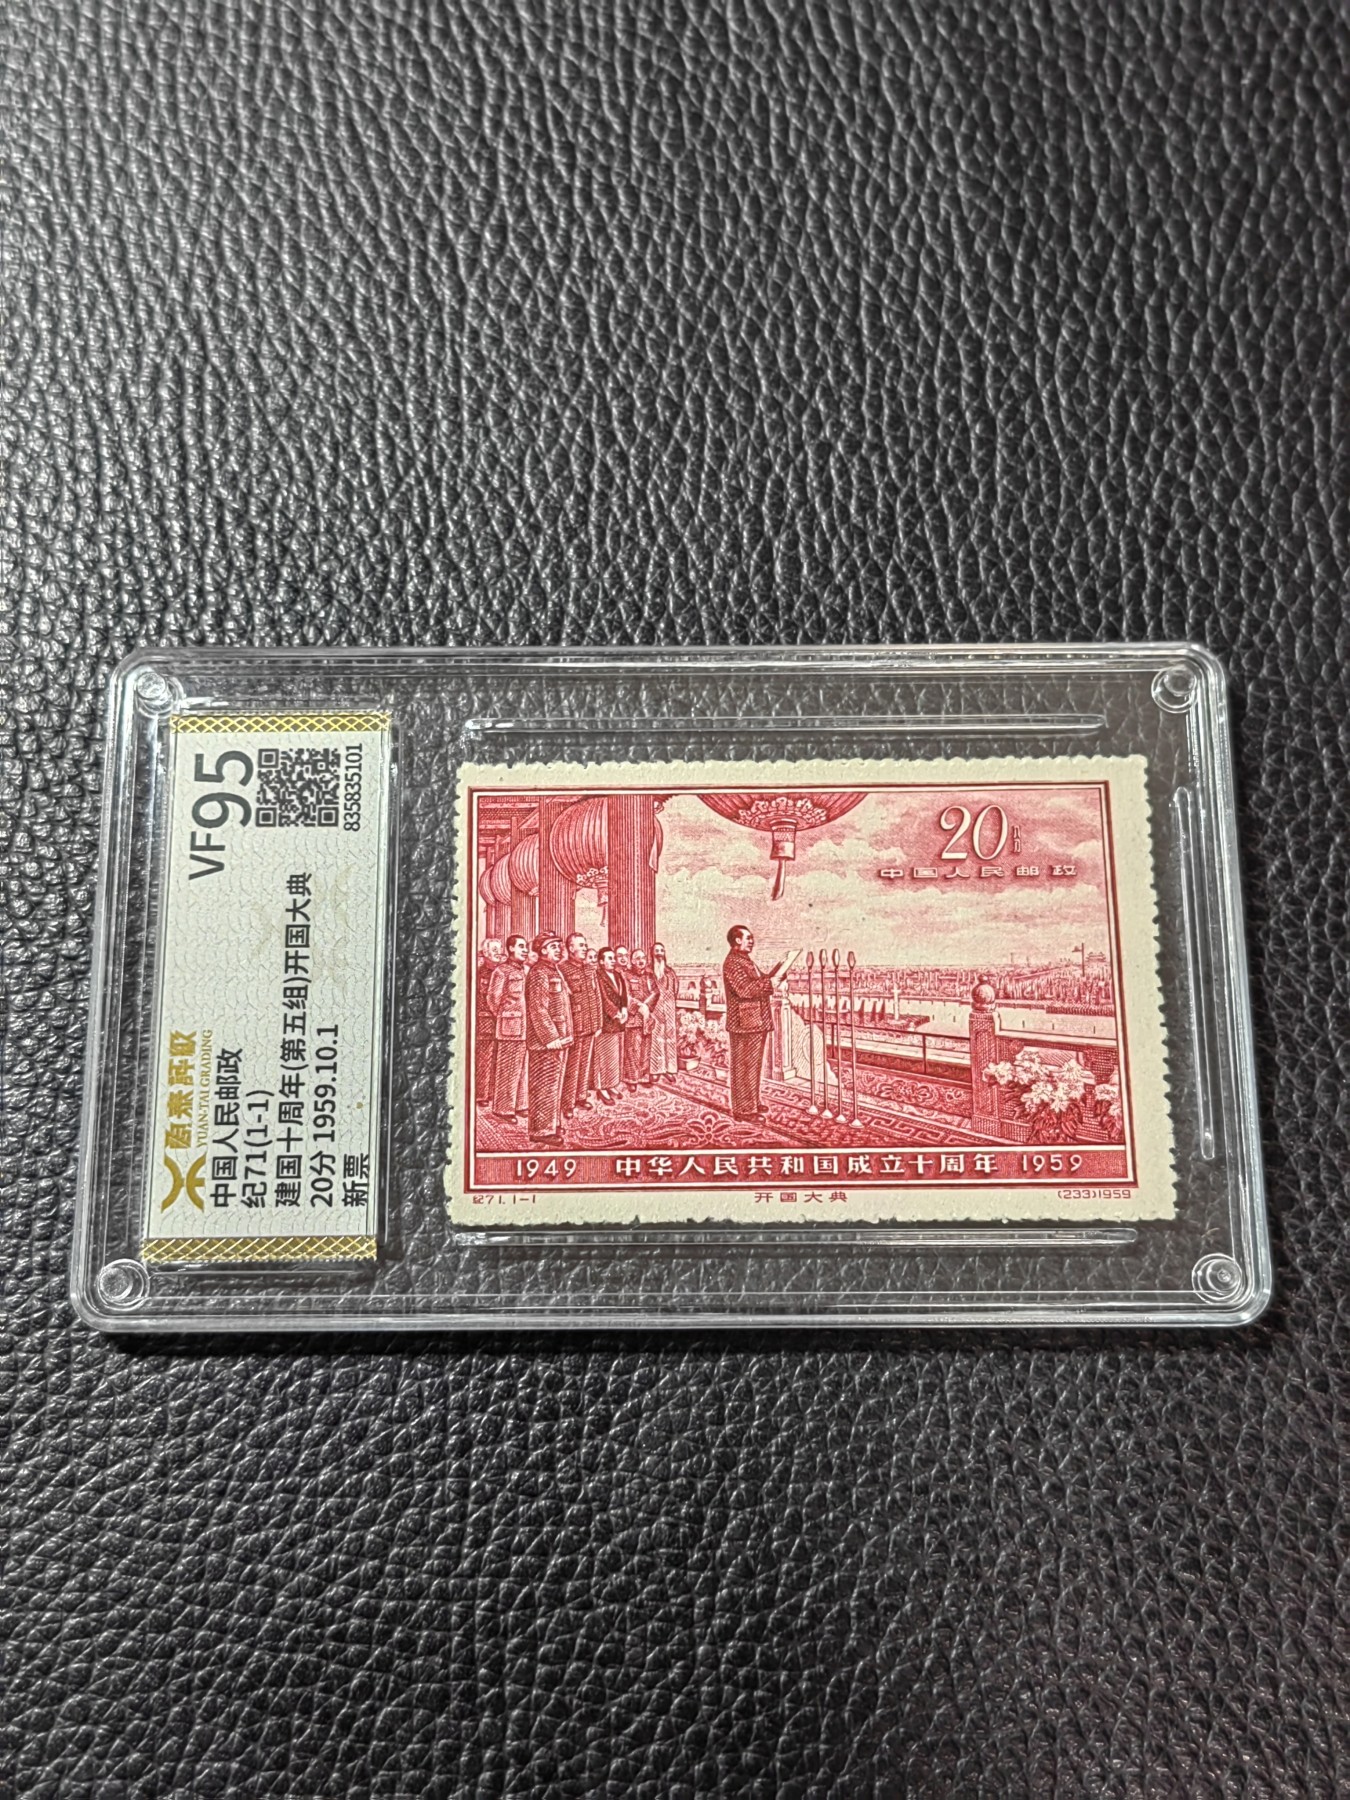 VF95
835835101
源泰評級
YUAN-TAI GRADING
中国人民邮政
纪71(1-1)
建国十周年(第五组)开国大典
20分 1959.10.1
新票
20分
中国人民邮政
1949 中华人民共和国成立十周年 1959
纪71.1-1 开国大典 (233)1959